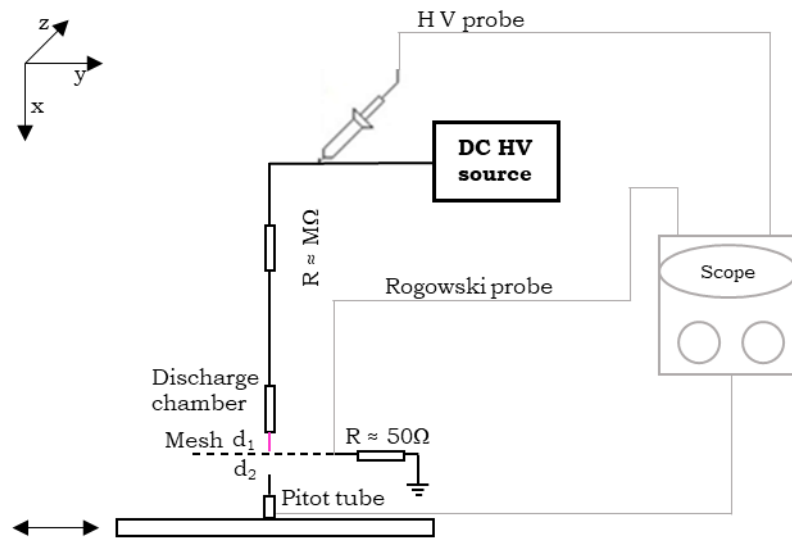 z
H V probe
y
x
DC HV
source
R ≈ MΩ
Scope
Rogowski probe
Discharge
chamber
Mesh d₁
R ≈ 50Ω
d₂
Pitot tube